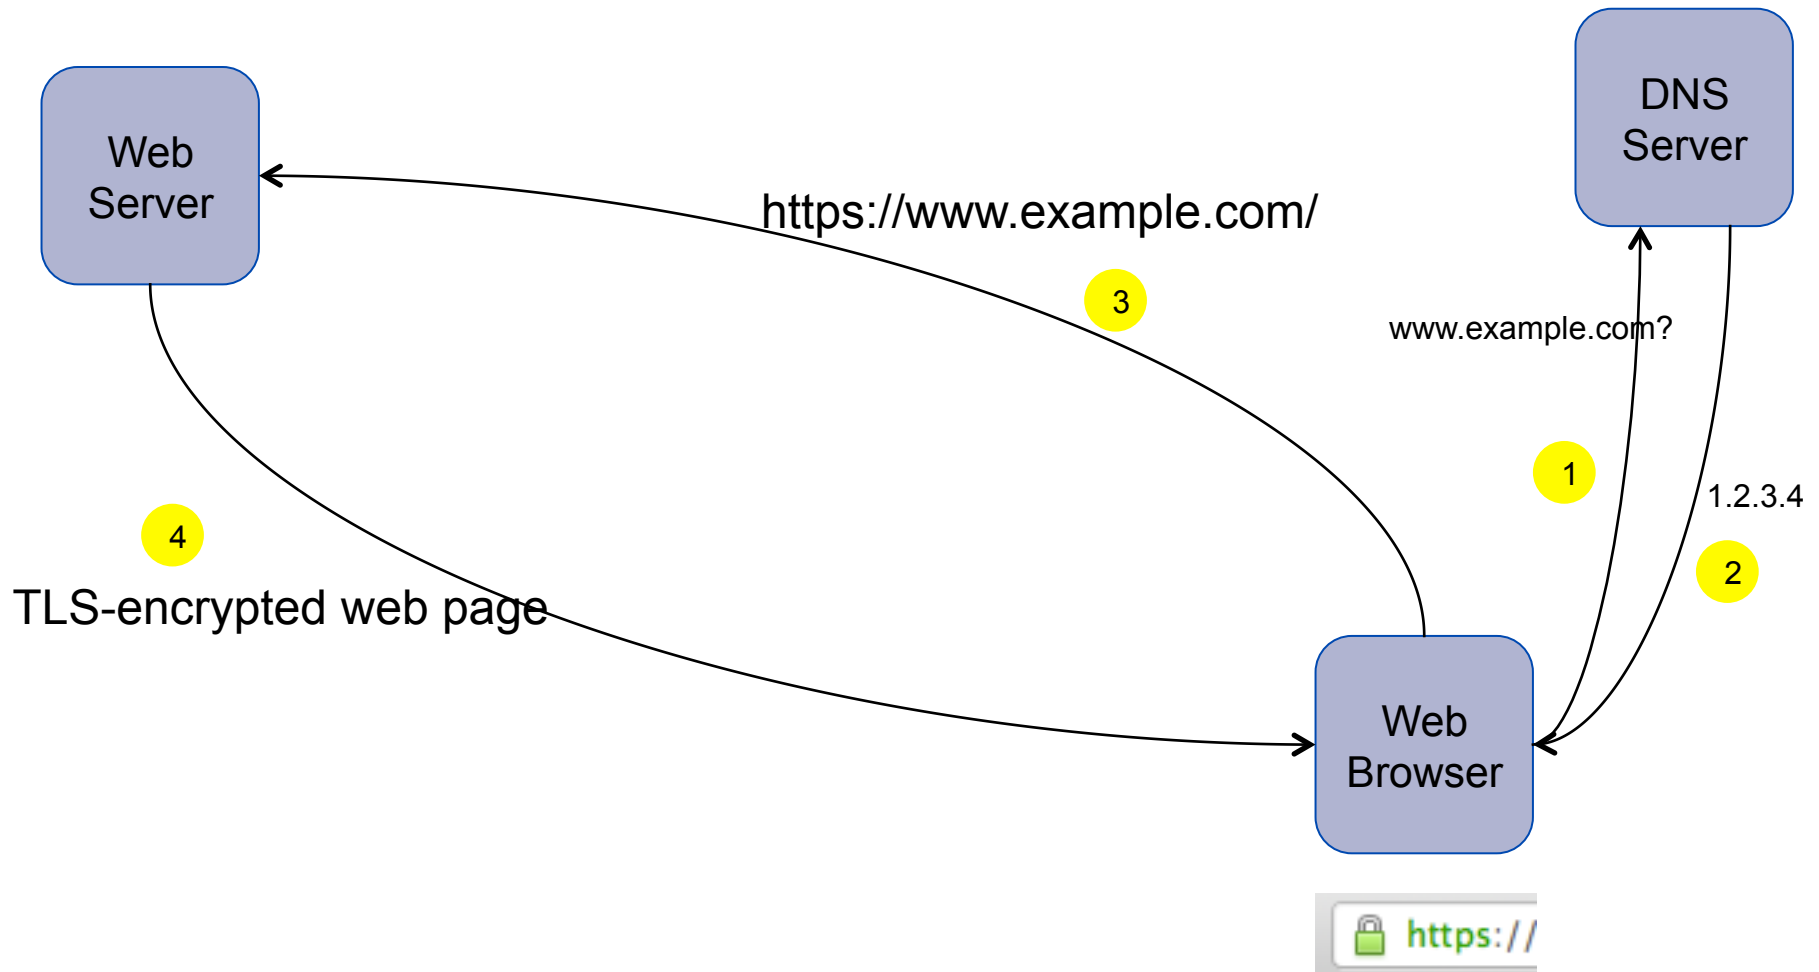 DNS
Server
Web
Server
https://www.example.com/
3
www.example.com?
1
1.2.3.4
4
2
TLS-encrypted web page
Web
Browser
https://